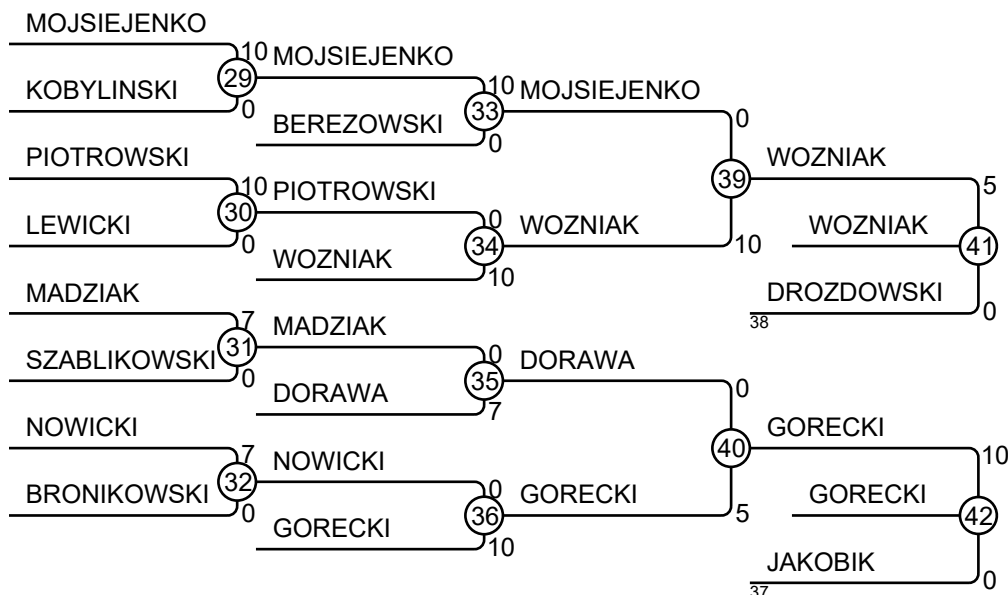 MOJSIEJENKO
10
29 MOJSIEJENKO
10
KOBYLINSKI
33 MOJSIEJENKO
0
0
BEREZOWSKI
0
PIOTROWSKI
39 WOZNIAK
10
5
30 PIOTROWSKI
0
LEWICKI
WOZNIAK
41
0
34 WOZNIAK
10
WOZNIAK
10
MADZIAK
DROZDOWSKI
0
38
7
31 MADZIAK
0
SZABLIKOWSKI
35 DORAWA
0
0
DORAWA
7
NOWICKI
40 GORECKI
7
10
32 NOWICKI
0
BRONIKOWSKI
GORECKI
42
0
36 GORECKI
5
GORECKI
10
JAKOBIK
0
37